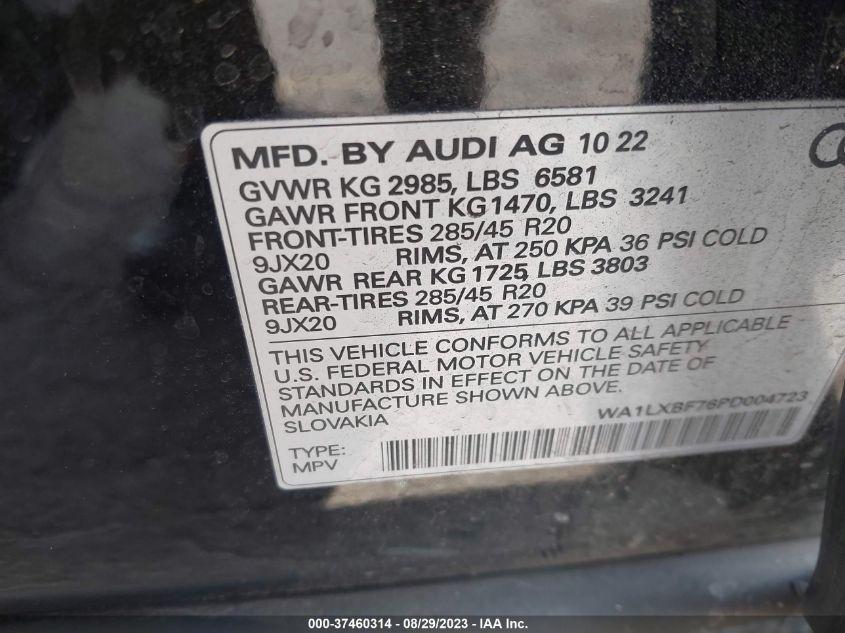 MFD. BY AUDI AG 10 22
GVWR KG 2985, LBS 6581
GAWR FRONT KG 1470, LBS 3241
FRONT-TIRES 285/45 R20
9JX20 RIMS, AT 250 KPA 36 PSI COLD
GAWR REAR KG 1725, LBS 3803
REAR-TIRES 285/45 R20
9JX20 RIMS, AT 270 KPA 39 PSI COLD
THIS VEHICLE CONFORMS TO ALL APPLICABLE
U.S. FEDERAL MOTOR VEHICLE SAFETY
STANDARDS IN EFFECT ON THE DATE OF
MANUFACTURE SHOWN ABOVE.
SLOVAKIA WA1LXBF76PD004723
TYPE:
MPV
000-37460314 - 08/29/2023 - IAA Inc.